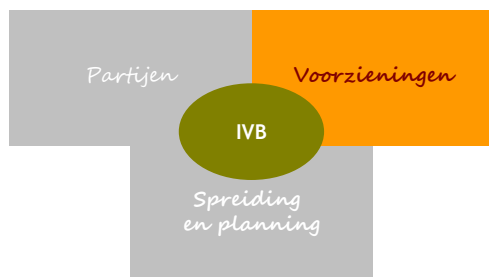 Partijen
Voorzieningen
IVB
Spreiding
en planning